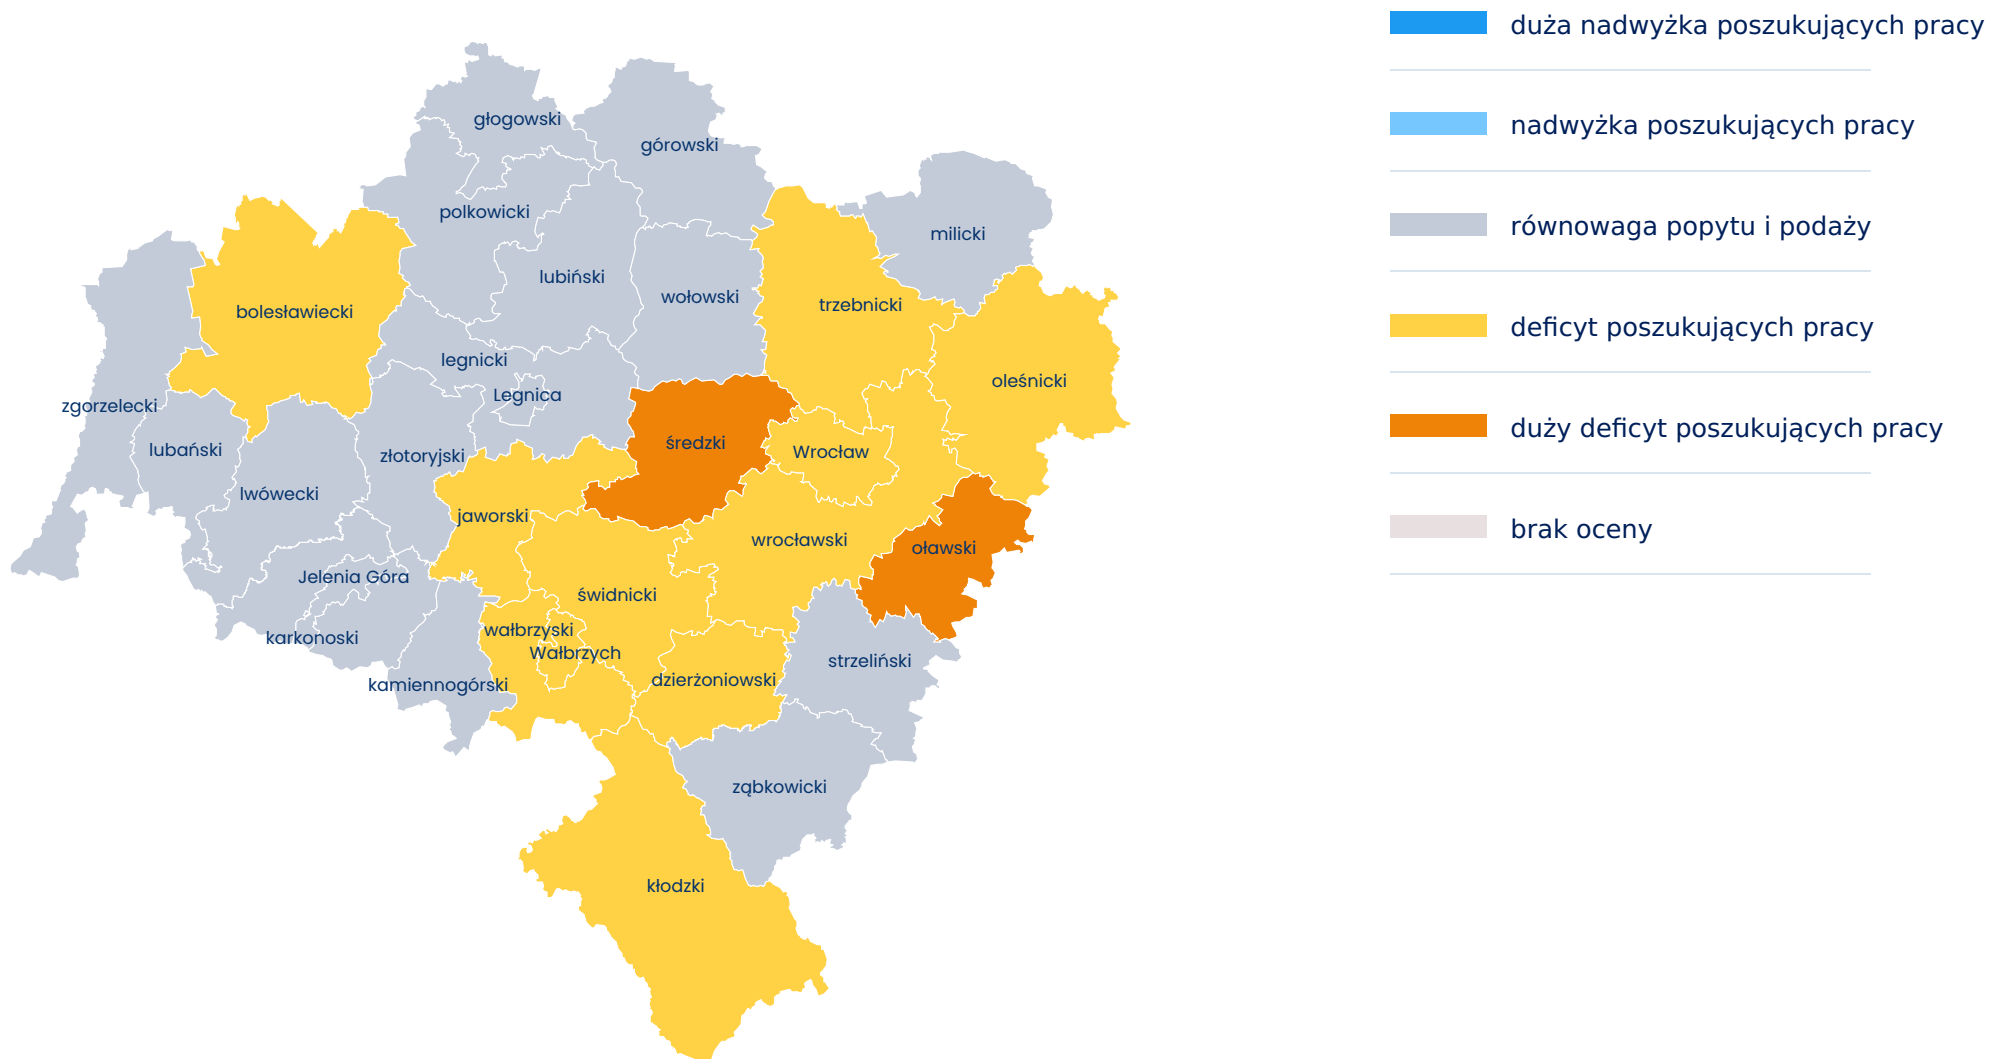 duża nadwyżka poszukujących pracy
nadwyżka poszukujących pracy
równowaga popytu i podaży
deficyt poszukujących pracy
duży deficyt poszukujących pracy
brak oceny
głogowski
górowski
polkowicki
milicki
lubiński
wołowski
trzebnicki
bolesławiecki
legnicki
oleśnicki
Legnica
zgorzelecki
średzki
lubański
złotoryjski
Wrocław
lwówecki
jaworski
wrocławski
oławski
Jelenia Góra
świdnicki
wałbrzyski
karkonoski
Wałbrzych
strzeliński
kamiennogórski
dzierżoniowski
ząbkowicki
kłodzki